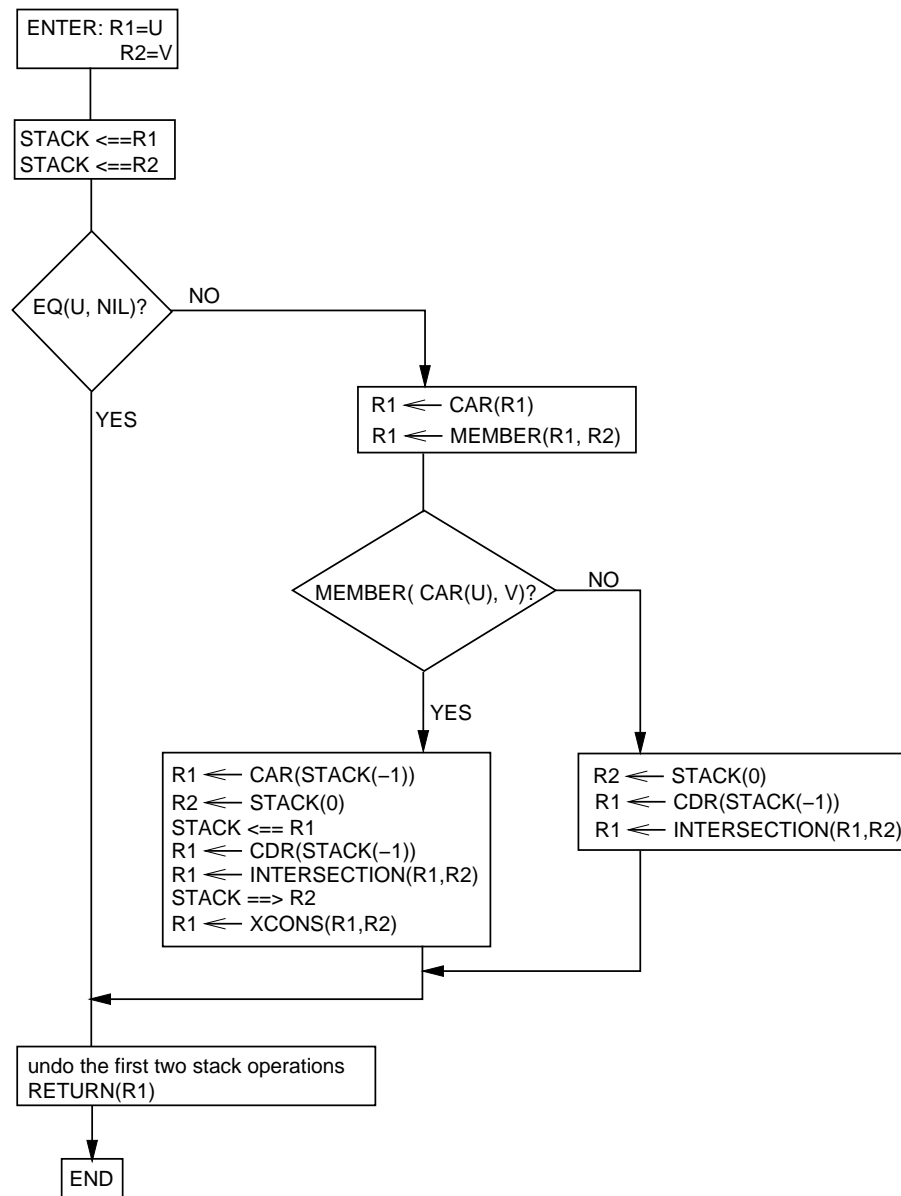 ENTER: R1=U
R2=V
STACK <==R1
STACK <==R2
EQ(U, NIL)?
NO
YES
R1 ← CAR(R1)
R1 ← MEMBER(R1, R2)
MEMBER( CAR(U), V)?
NO
YES
R1 ← CAR(STACK(−1))
R2 ← STACK(0)
STACK <== R1
R1 ← CDR(STACK(−1))
R1 ← INTERSECTION(R1,R2)
STACK ==> R2
R1 ← XCONS(R1,R2)
R2 ← STACK(0)
R1 ← CDR(STACK(−1))
R1 ← INTERSECTION(R1,R2)
undo the first two stack operations
RETURN(R1)
END